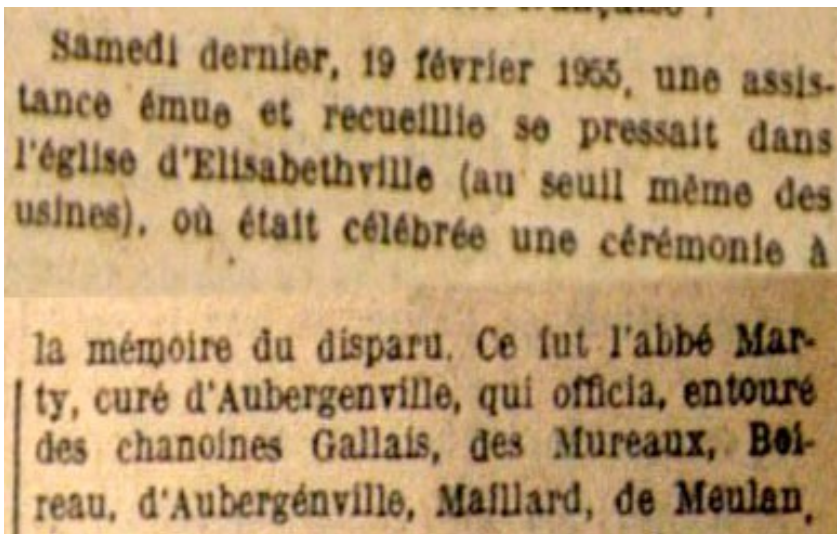 Samedi dernier, 19 février 1955, une assis-
tance émue et recueillie se pressait dans
l'église d'Elisabethville (au seuil même des
usines), où était célébrée une cérémonie à
la mémoire du disparu. Ce fut l'abbé Mar-
ty, curé d'Aubergenville, qui officia, entouré
des chanoines Gallais, des Mureaux, Boi-
reau, d'Aubergénville, Maillard, de Meulan,